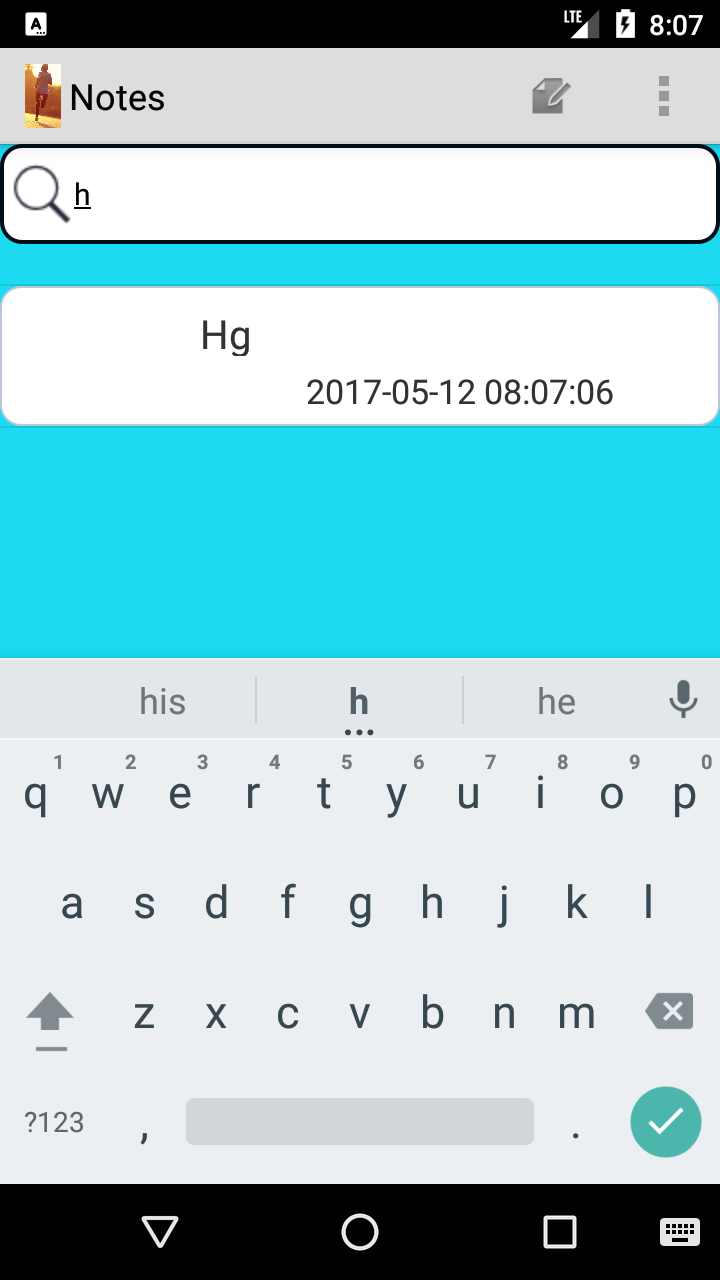 A
LTE 8:07
Notes
h
Hg
2017-05-12 08:07:06
his h he
1 2 3 4 5 6 7 8 9 0
q w e r t y u i o p
a s d f g h j k l
z x c v b n m
?123 , .